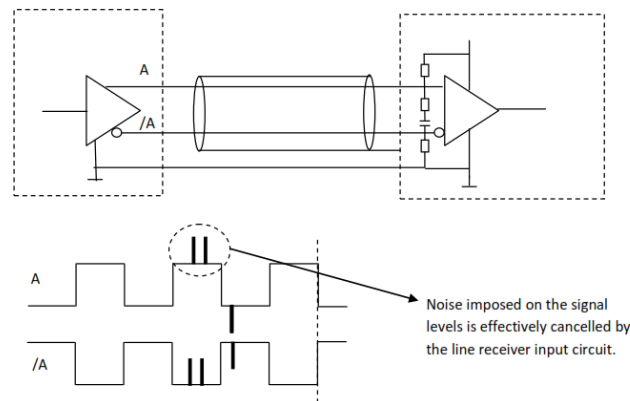 A
/A
A
Noise imposed on the signal
levels is effectively cancelled by
the line receiver input circuit.
/A